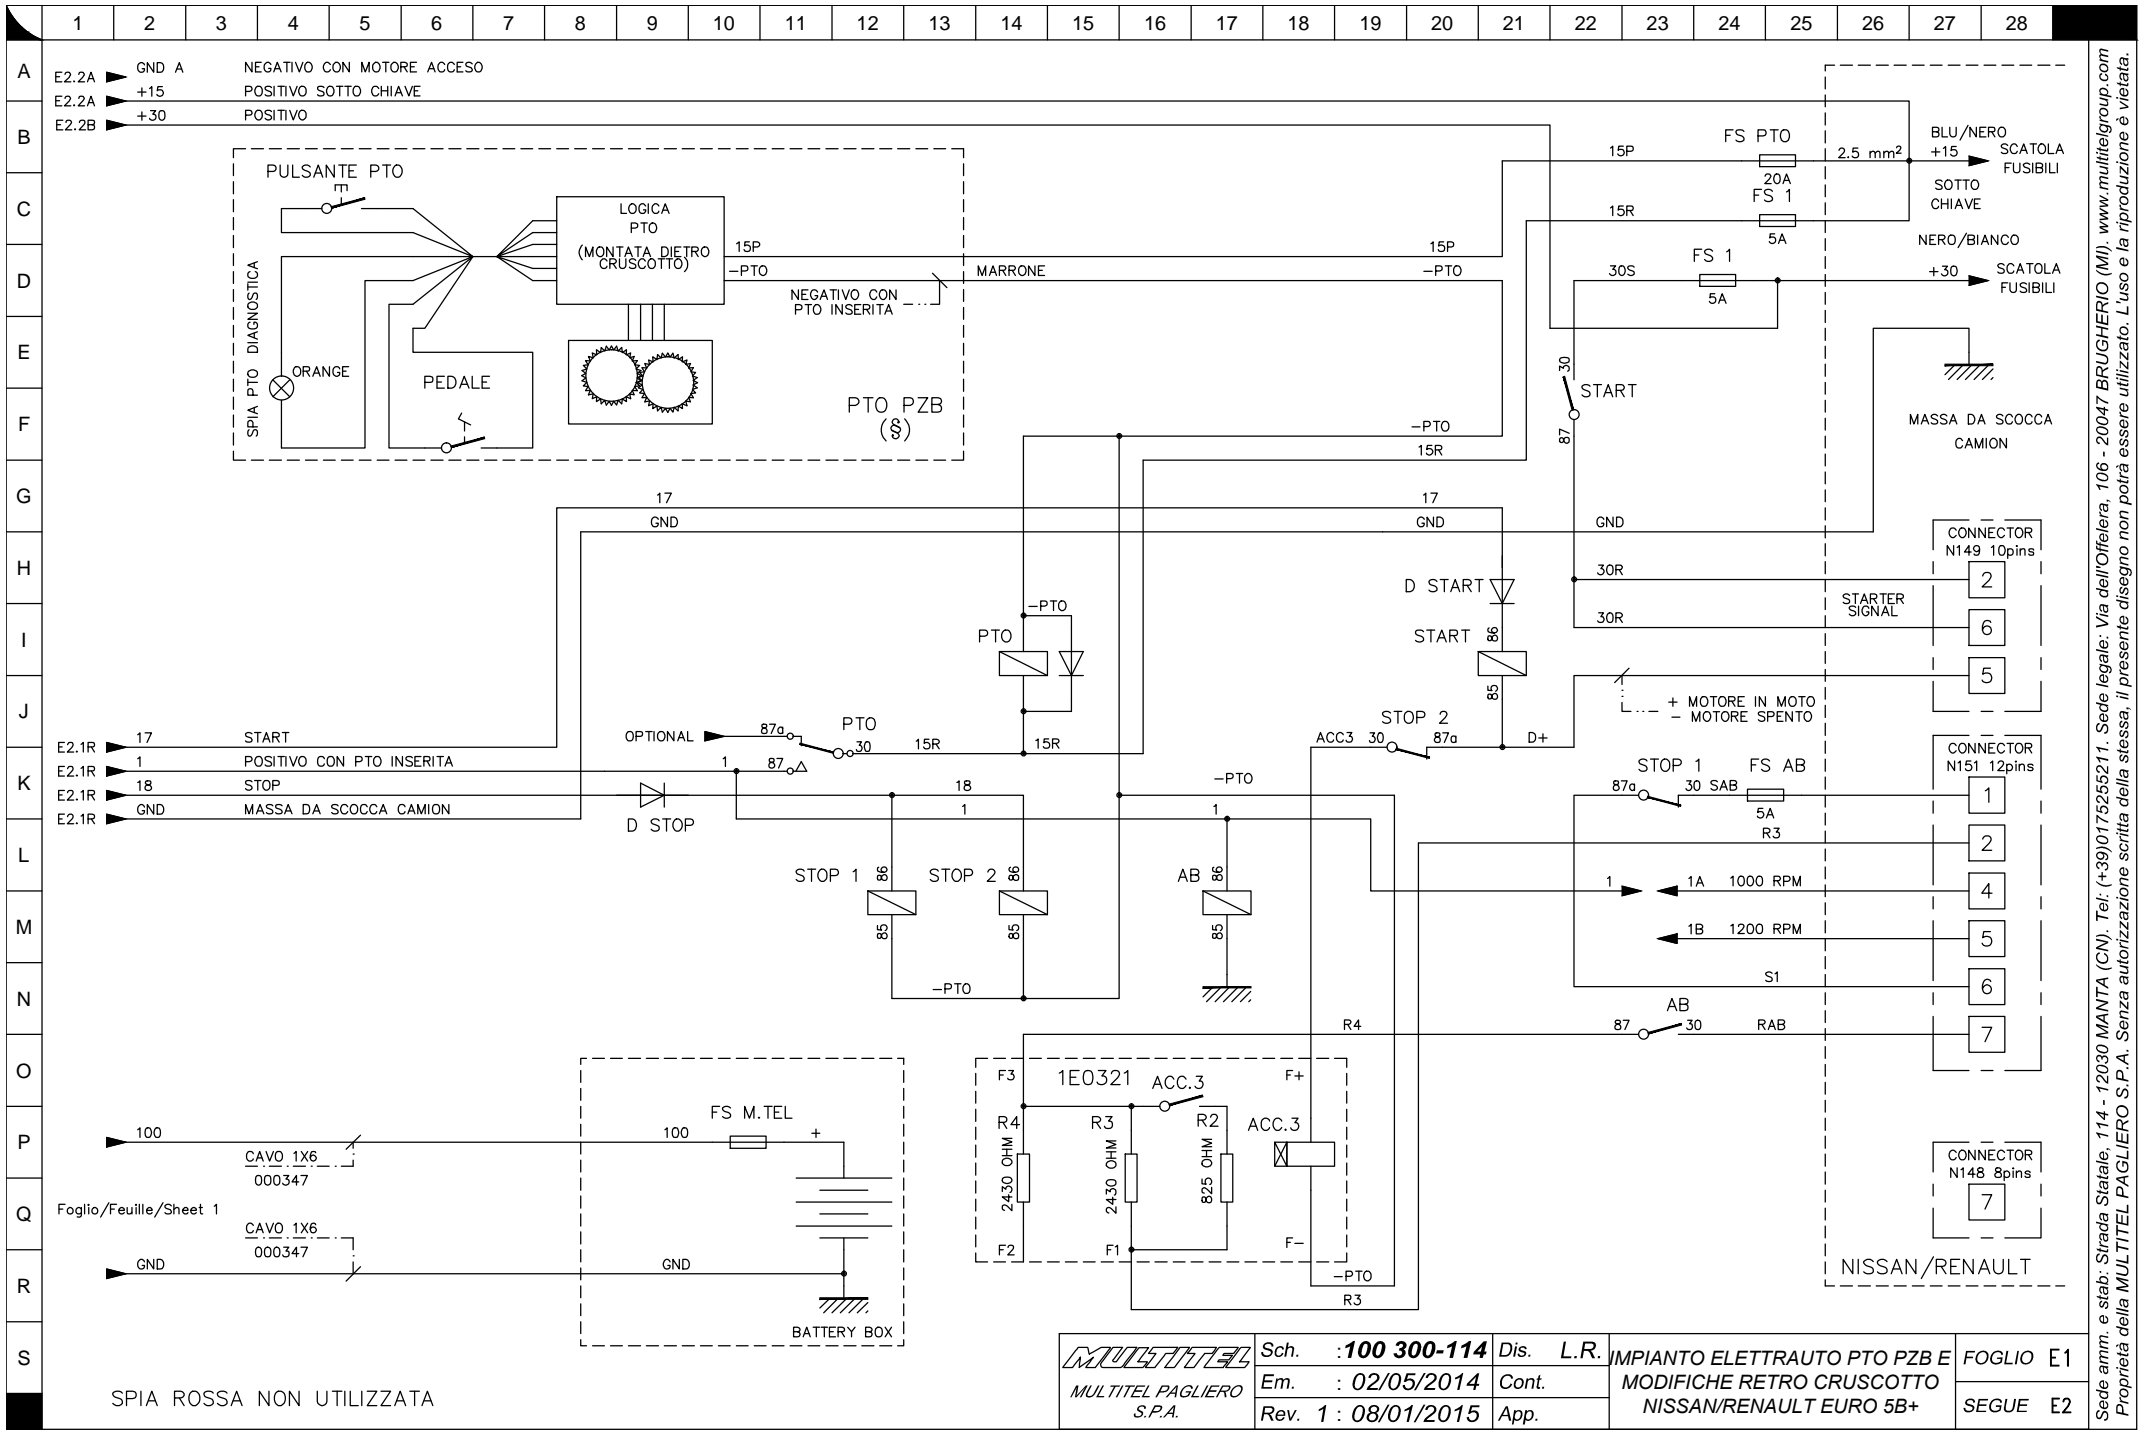 1 2 3 4 5 6 7 8 9 10 11 12 13 14 15 16 17 18 19 20 21 22 23 24 25 26 27 28
A
B
C
D
E
F
G
H
I
J
K
L
M
N
O
P
Q
R
S
E2.2A GND A NEGATIVO CON MOTORE ACCESO
E2.2A +15 POSITIVO SOTTO CHIAVE
E2.2B +30 POSITIVO
PULSANTE PTO
LOGICA
PTO
(MONTATA DIETRO
CRUSCOTTO)
SPIA PTO DIAGNOSTICA
ORANGE
PEDALE
PTO PZB
(§)
15P
-PTO
NEGATIVO CON
PTO INSERITA
MARRONE
15P
-PTO
15P
FS PTO
20A
2.5 mm²
BLU/NERO
+15
SCATOLA
FUSIBILI
SOTTO
CHIAVE
15R
FS 1
5A
NERO/BIANCO
30S
FS 1
5A
+30
SCATOLA
FUSIBILI
30
START
87
MASSA DA SCOCCA
CAMION
-PTO
15R
17
GND
17
GND
GND
CONNECTOR
N149 10pins
2
6
5
30R
STARTER
SIGNAL
30R
D START
START
86
85
-PTO
PTO
+ MOTORE IN MOTO
- MOTORE SPENTO
E2.1R 17 START
E2.1R 1 POSITIVO CON PTO INSERITA
E2.1R 18 STOP
E2.1R GND MASSA DA SCOCCA CAMION
OPTIONAL
87a
PTO
30
15R
15R
1
87
D STOP
18
1
-PTO
1
STOP 2
ACC3
30
87a
D+
STOP 1
87a
30
SAB
FS AB
5A
R3
CONNECTOR
N151 12pins
1
2
4
5
6
7
STOP 1
86
85
STOP 2
86
85
AB
86
85
1
1A 1000 RPM
1B 1200 RPM
S1
-PTO
R4
87
AB
30
RAB
F3
1E0321
ACC.3
F+
R4
2430 OHM
R3
2430 OHM
R2
825 OHM
ACC.3
F2
F1
F-
-PTO
R3
100
CAVO 1X6
000347
Foglio/Feuille/Sheet 1
CAVO 1X6
000347
GND
100
FS M.TEL
+
GND
BATTERY BOX
CONNECTOR
N148 8pins
7
NISSAN/RENAULT
SPIA ROSSA NON UTILIZZATA
MULTITEL
MULTITEL PAGLIERO
S.P.A.
Sch. :100 300-114 Dis. L.R.
Em. : 02/05/2014 Cont.
Rev. 1 : 08/01/2015 App.
IMPIANTO ELETTRAUTO PTO PZB E
MODIFICHE RETRO CRUSCOTTO
NISSAN/RENAULT EURO 5B+
FOGLIO E1
SEGUE E2
Sede amm. e stab: Strada Statale, 114 - 12030 MANTA (CN). Tel: (+39)0175255211. Sede legale: Via dell'Offelera, 106 - 20047 BRUGHERIO (MI). www.multitelgroup.com
Proprietà della MULTITEL PAGLIERO S.P.A. Senza autorizzazione scritta della stessa, il presente disegno non potrà essere utilizzato. L'uso e la riproduzione è vietata.